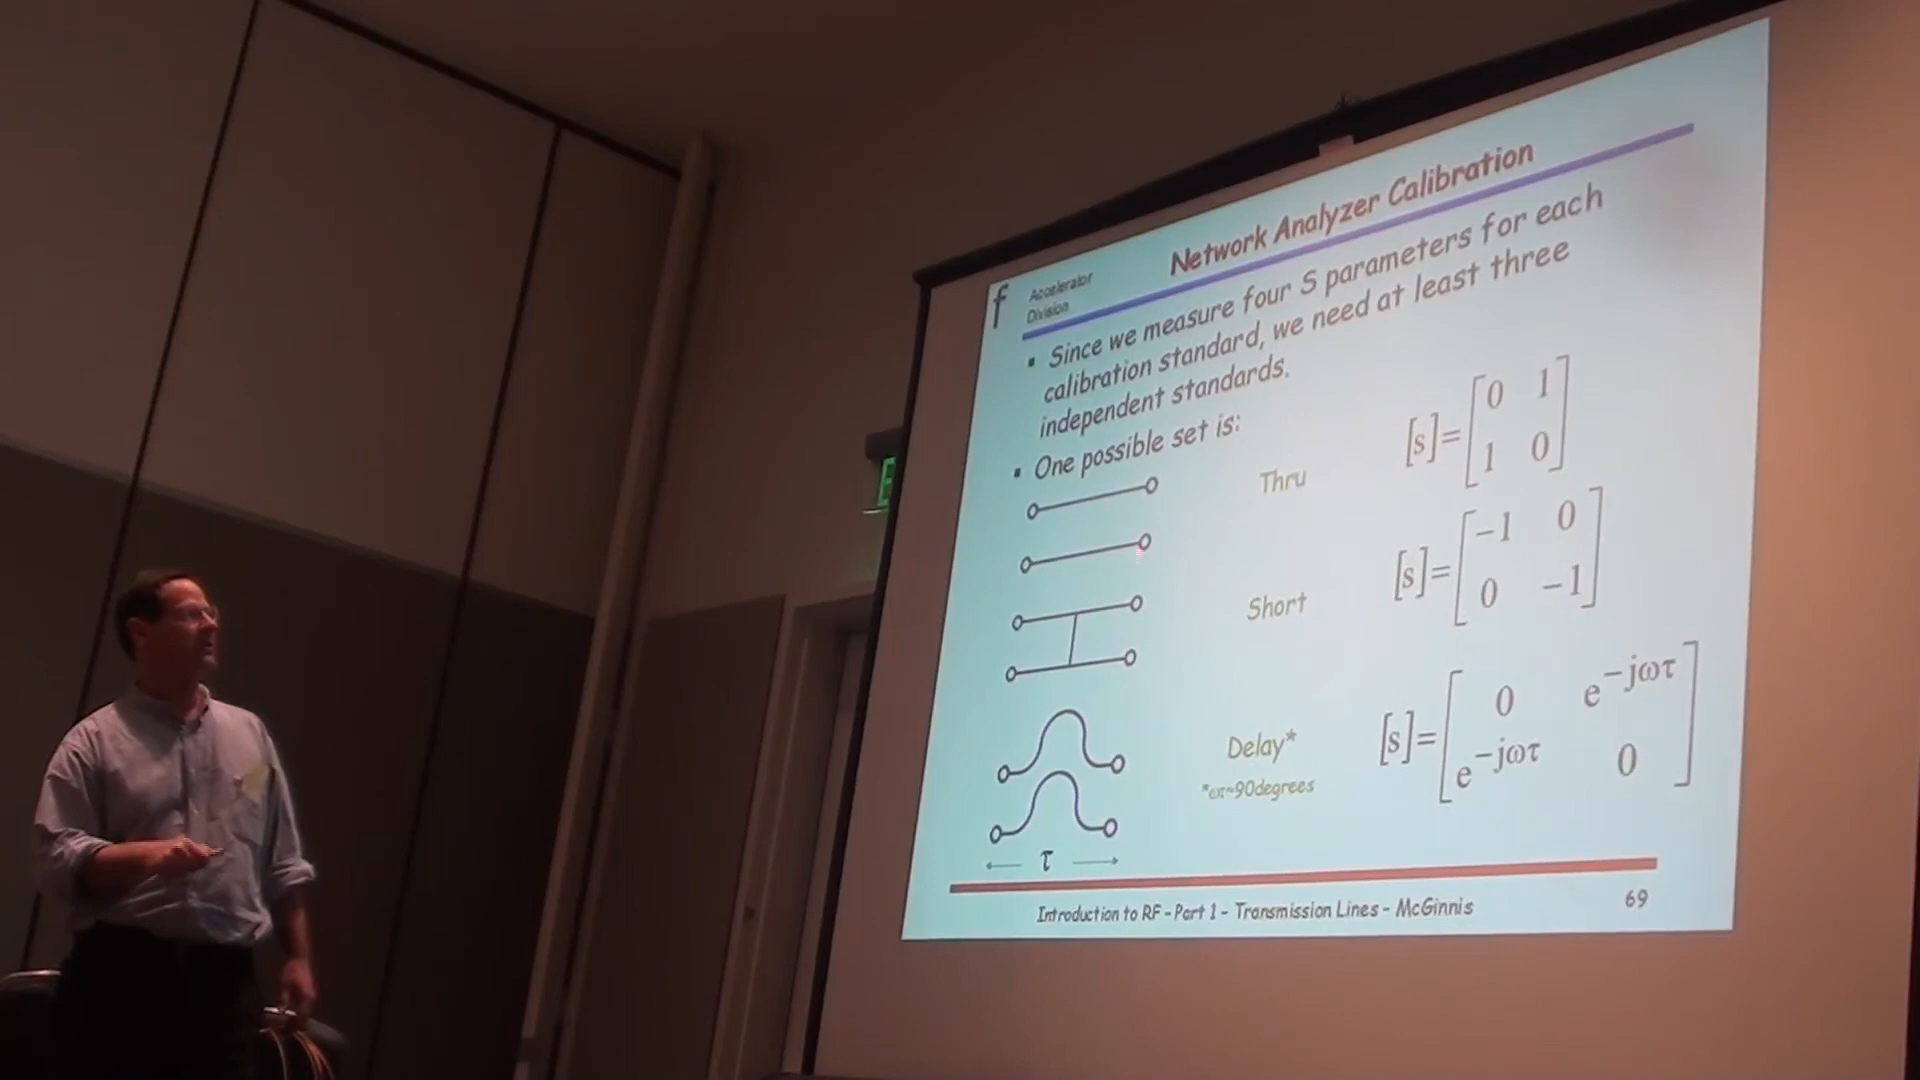 f Accelerator
Division
Network Analyzer Calibration
▪ Since we measure four S parameters for each
calibration standard, we need at least three
independent standards.
▪ One possible set is:
Thru
[s]=[0 1
1 0]
Short
[s]=[−1 0
0 −1]
Delay*
*ωτ~90degrees
[s]=[0 e^−jωτ
e^−jωτ 0]
τ
Introduction to RF - Part 1 - Transmission Lines - McGinnis
69